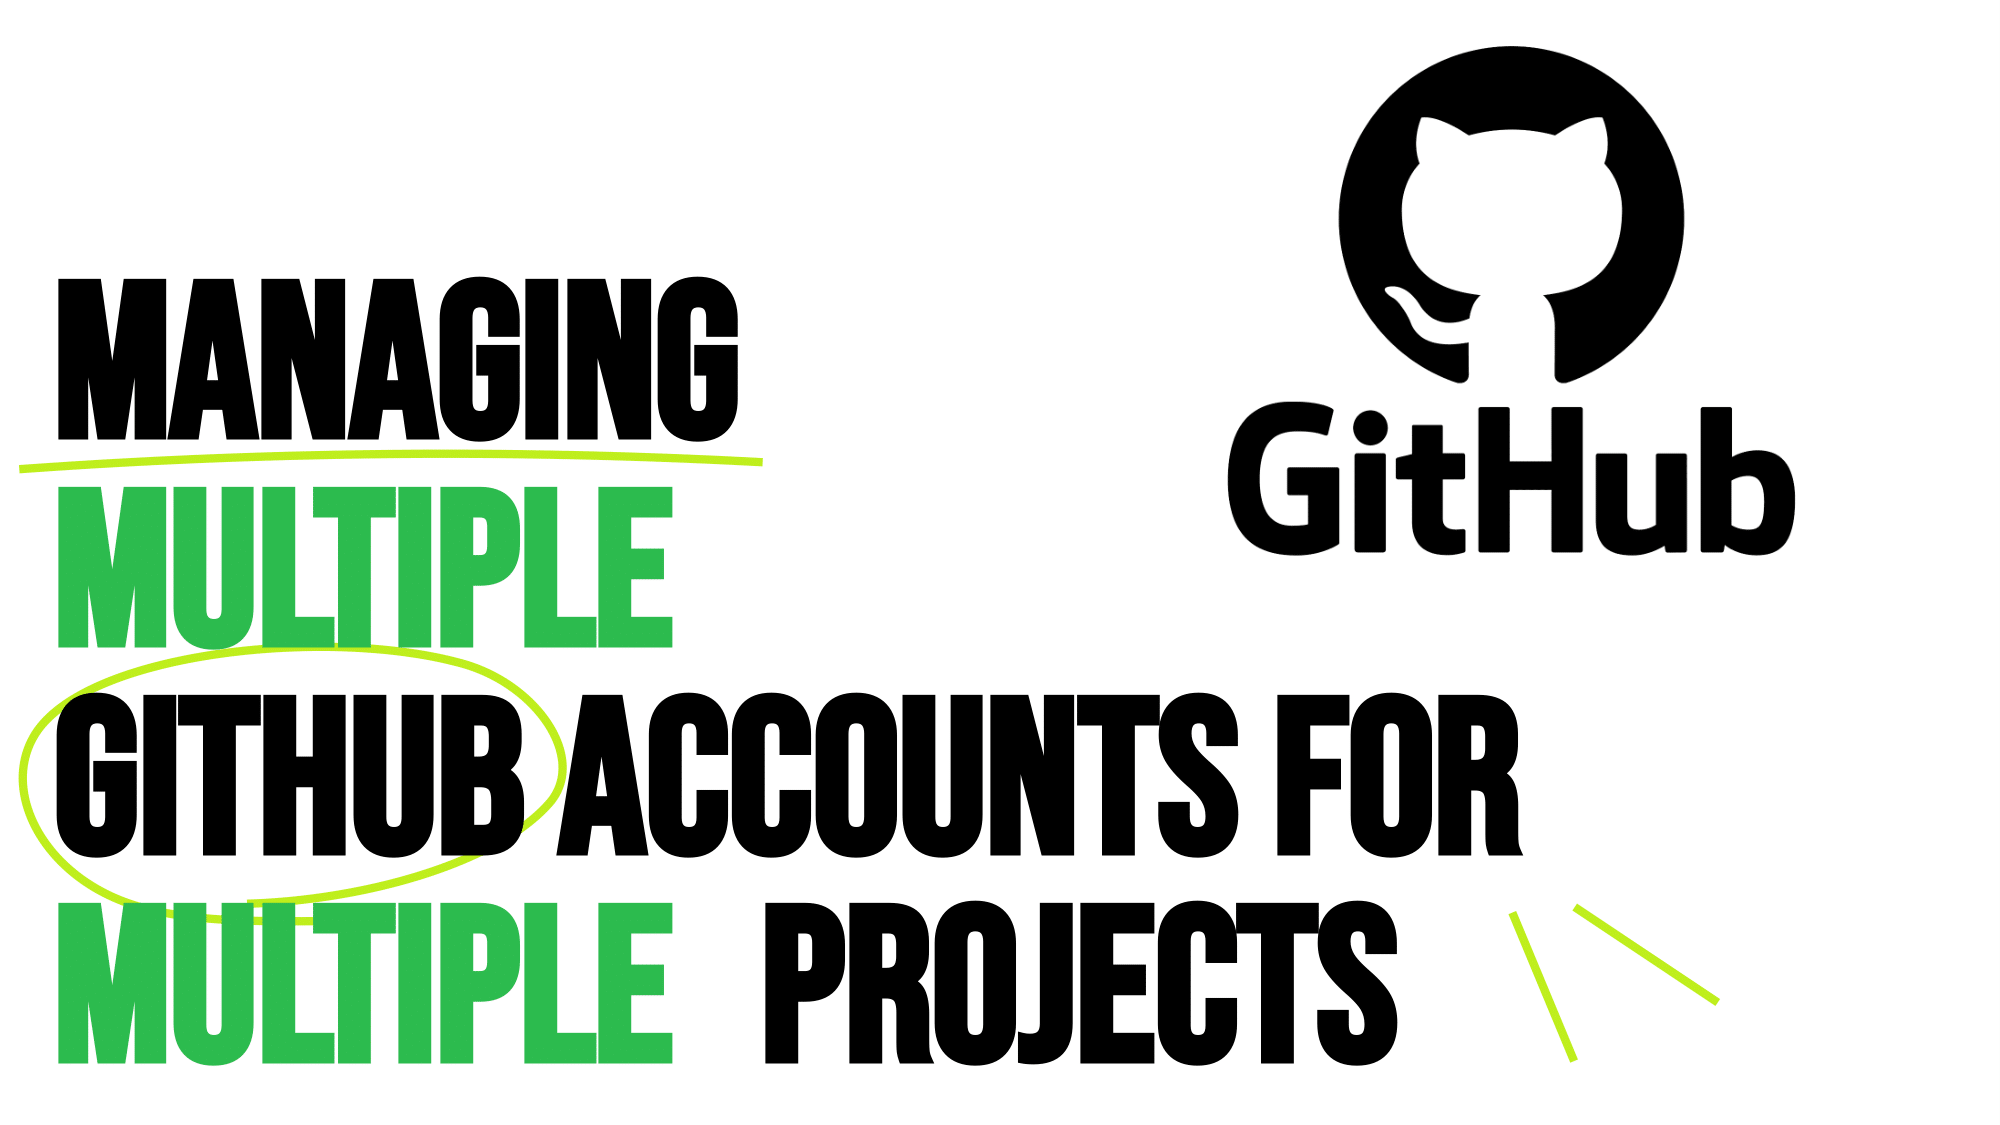 MANAGING
MULTIPLE
GITHUB ACCOUNTS FOR
MULTIPLE PROJECTS
GitHub